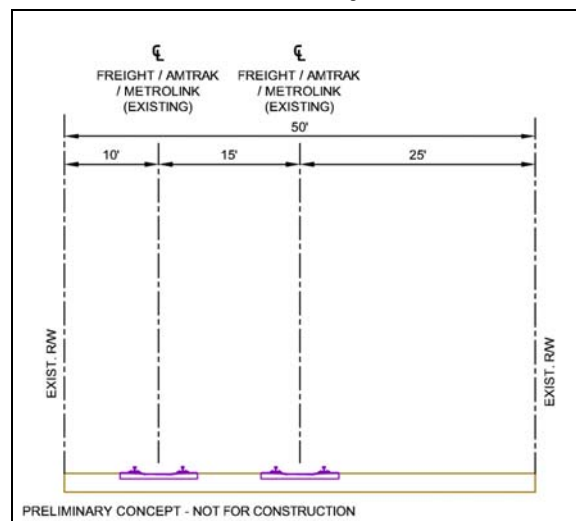 ℄ ℄
FREIGHT / AMTRAK FREIGHT / AMTRAK
/ METROLINK / METROLINK
(EXISTING) (EXISTING)
50'
10' 15' 25'
EXIST. R/W
EXIST. R/W
PRELIMINARY CONCEPT - NOT FOR CONSTRUCTION